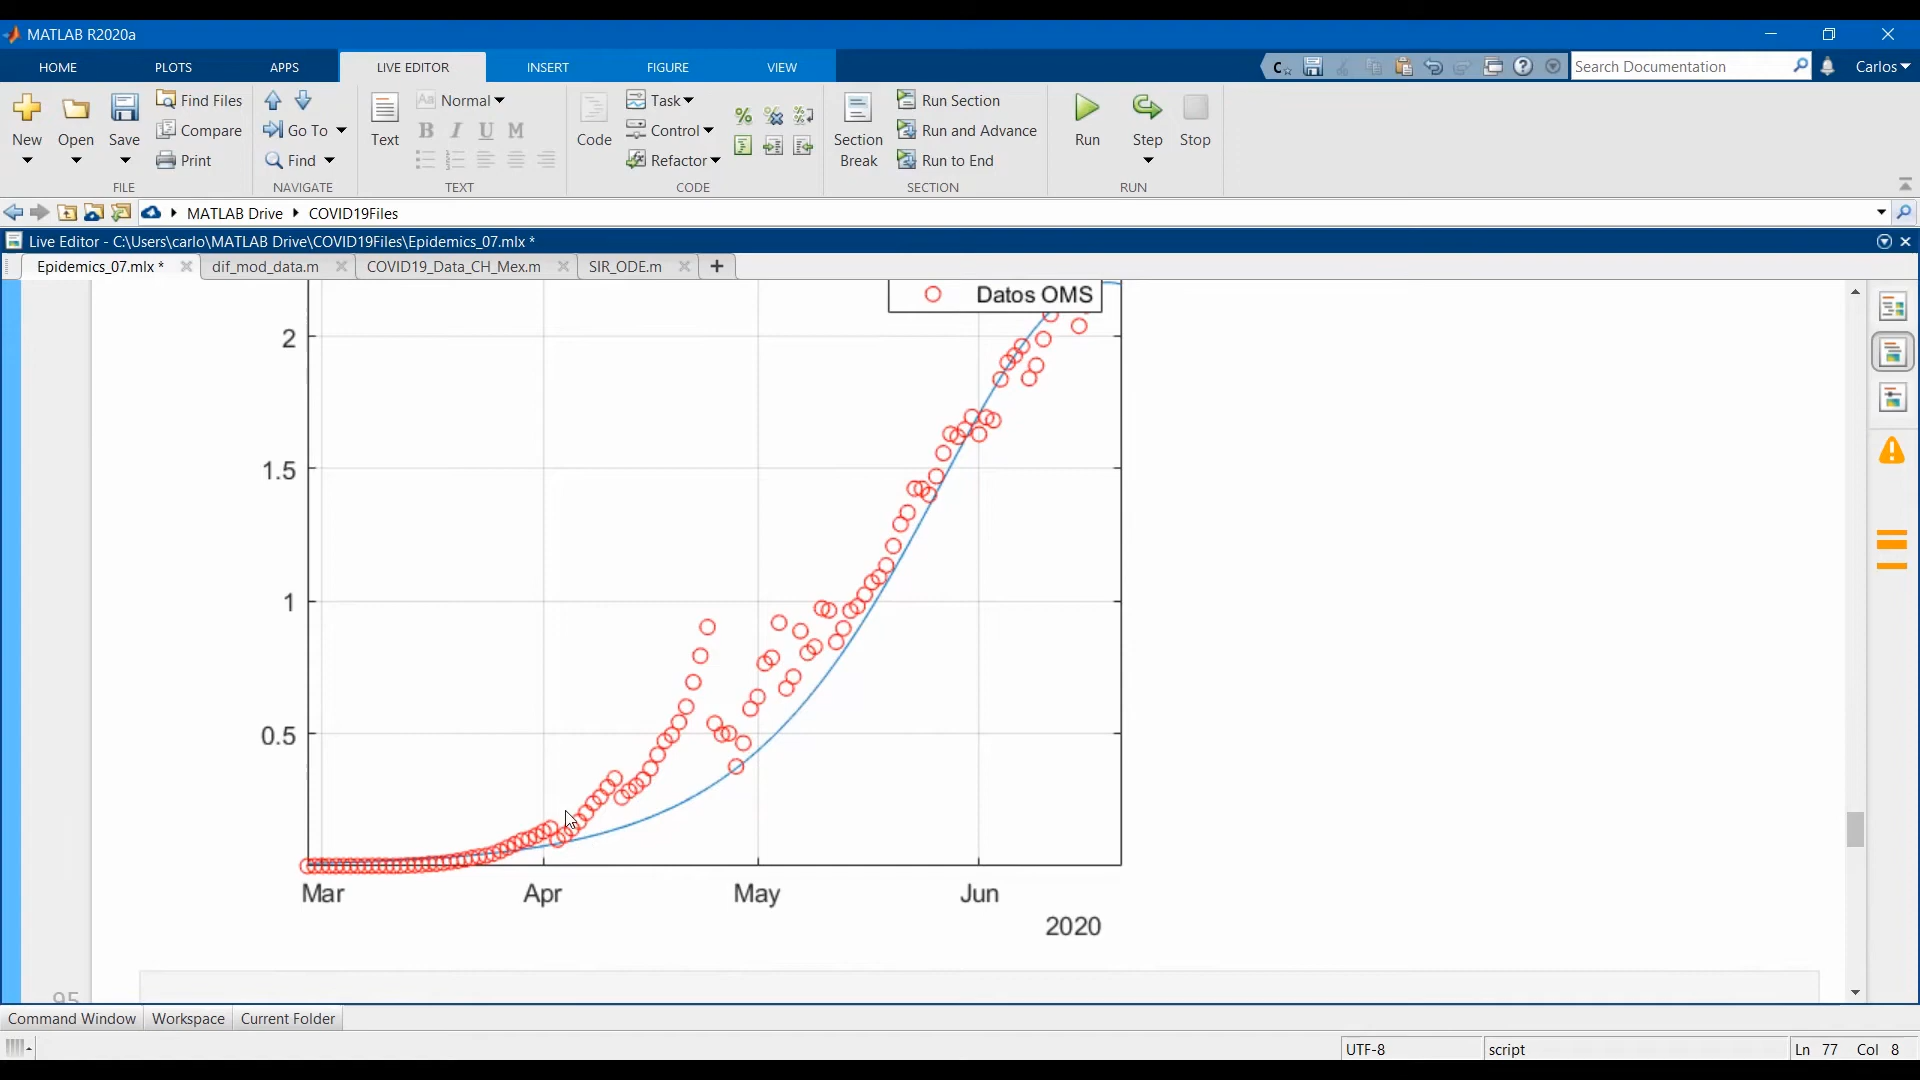 MATLAB R2020a
HOME PLOTS APPS LIVE EDITOR INSERT FIGURE VIEW Search Documentation Carlos
New Open Save Find Files Compare Print
FILE
Go To Find
NAVIGATE
Text Normal B I U M
TEXT
Code Task Control Refactor
CODE
Section Break Run Section Run and Advance Run to End
SECTION
Run Step Stop
RUN
MATLAB Drive COVID19Files
Live Editor - C:\Users\carlo\MATLAB Drive\COVID19Files\Epidemics_07.mlx *
Epidemics_07.mlx * dif_mod_data.m COVID19_Data_CH_Mex.m SIR_ODE.m
Datos OMS
2
1.5
1
0.5
Mar Apr May Jun
2020
95
Command Window Workspace Current Folder
UTF-8 script Ln 77 Col 8